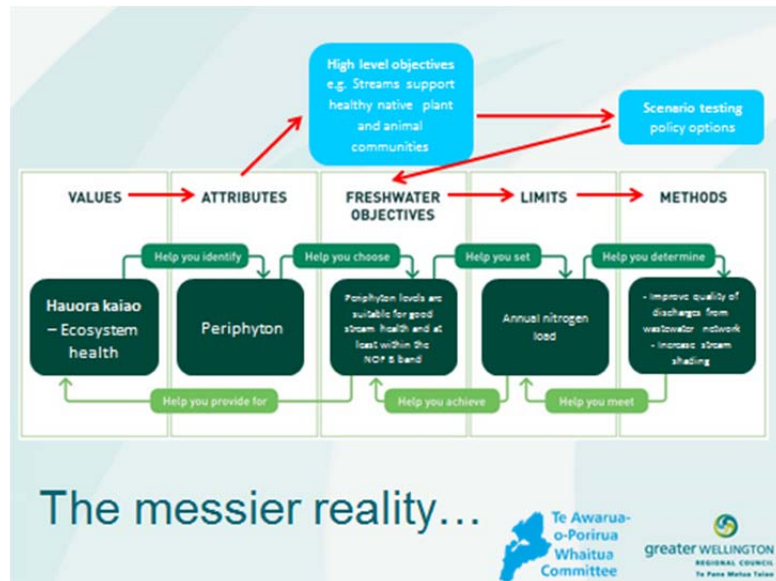 High level objectives
e.g. Streams support
healthy native plant
and animal
communities
Scenario testing
policy options
VALUES
ATTRIBUTES
FRESHWATER
OBJECTIVES
LIMITS
METHODS
Help you identify
Help you choose
Help you set
Help you determine
Hauora kaiao
– Ecosystem
health
Periphyton
Periphyton levels are
suitable for good
stream health and at
least within the
NOF B band
Annual nitrogen
load
- Improve quality of
discharges from
wastewater network
- Increase stream
shading
Help you provide for
Help you achieve
Help you meet
The messier reality...
Te Awarua-
o-Porirua
Whaitua
Committee
greater WELLINGTON
REGIONAL COUNCIL
Te Pane Matua Taiao